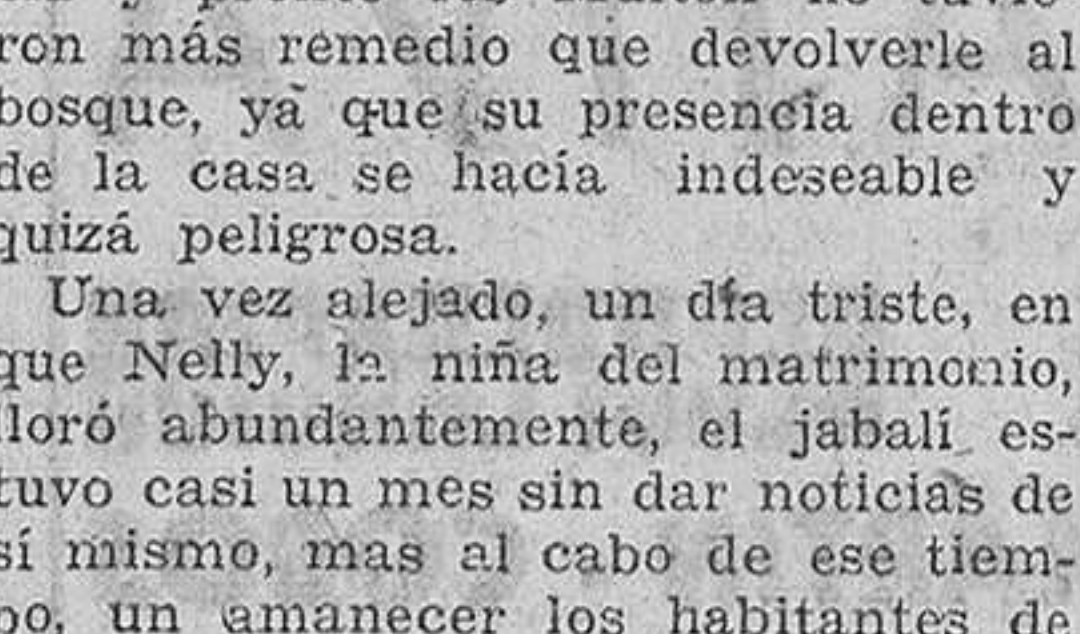 ron más remedio que devolverle al
bosque, ya que su presencia dentro
de la casa se hacía indeseable y
quizá peligrosa.
Una vez alejado, un día triste, en
que Nelly, la niña del matrimonio,
lloró abundantemente, el jabalí es-
tuvo casi un mes sin dar noticias de
sí mismo, mas al cabo de ese tiem-
po, un amanecer los habitantes de